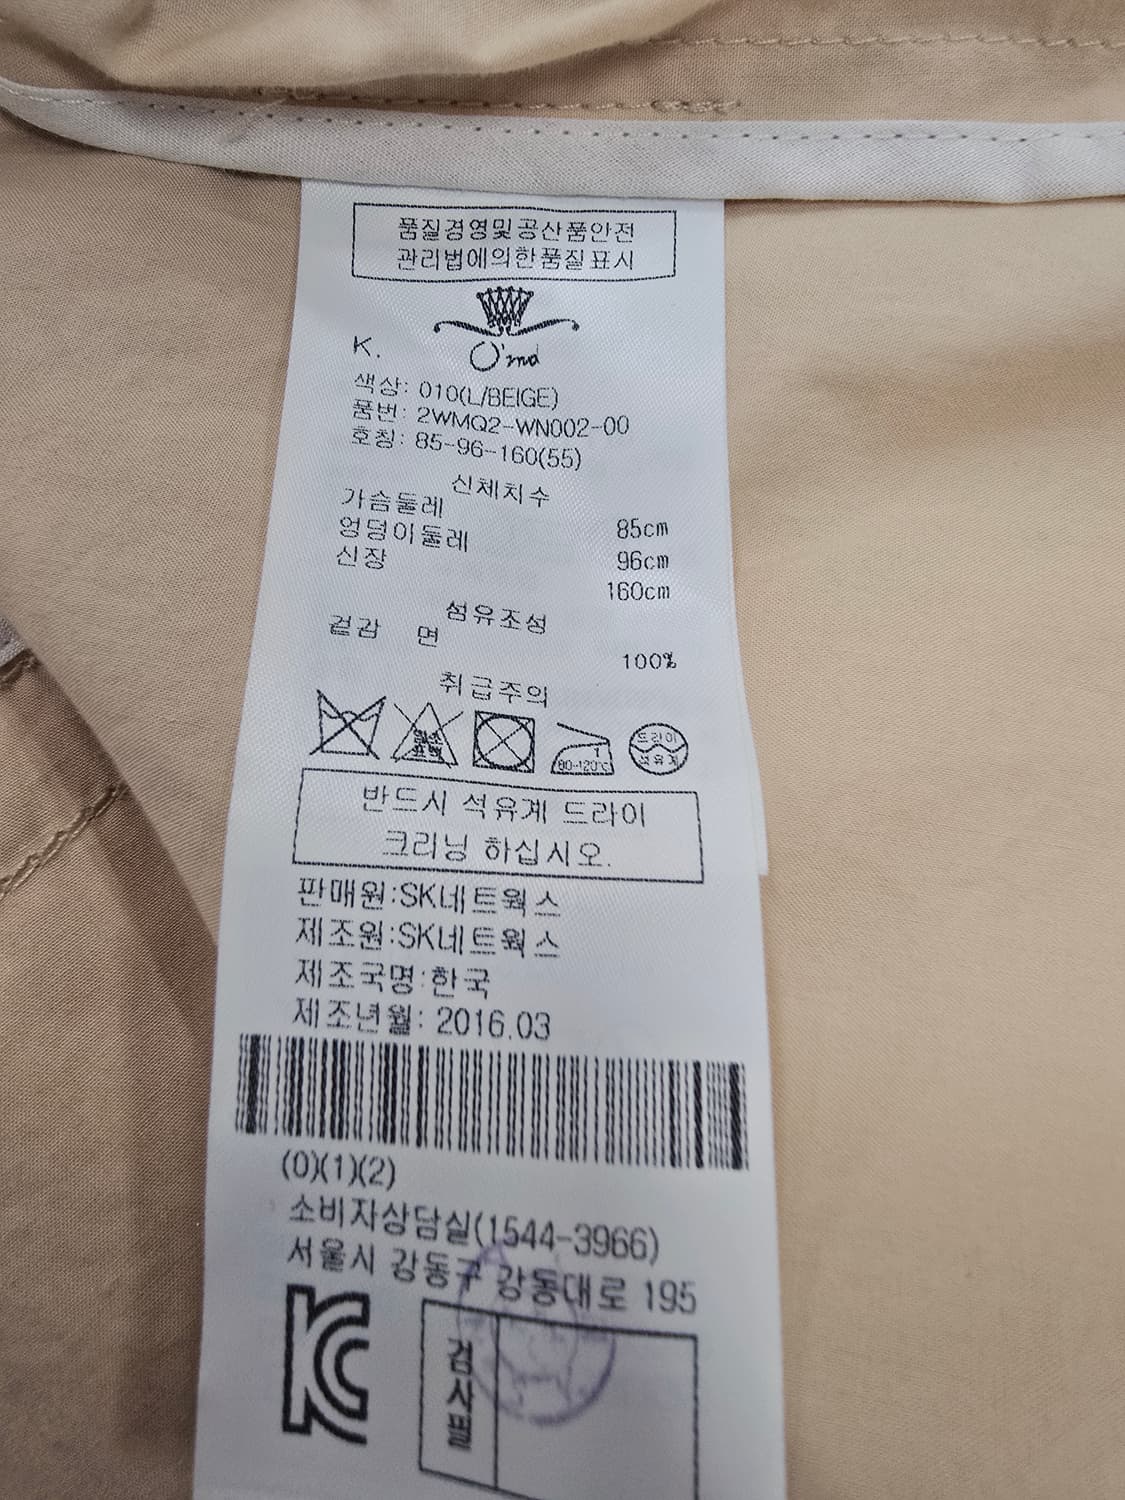 품질경영및공산품안전
관리법에의한품질표시
K.
O'2nd
색상: 010(L/BEIGE)
품번: 2WMQ2-WN002-00
호칭: 85-96-160(55)
신체치수
가슴둘레 85cm
엉덩이둘레 96cm
신장 160cm
섬유조성
겉감 면 100%
취급주의
염소
표백
1
80-120℃
드라이
석유계
반드시 석유계 드라이
크리닝 하십시오.
판매원:SK네트웍스
제조원:SK네트웍스
제조국명:한국
제조년월: 2016.03
(0)(1)(2)
소비자상담실(1544-3966)
서울시 강동구 강동대로 195
KC
검사필